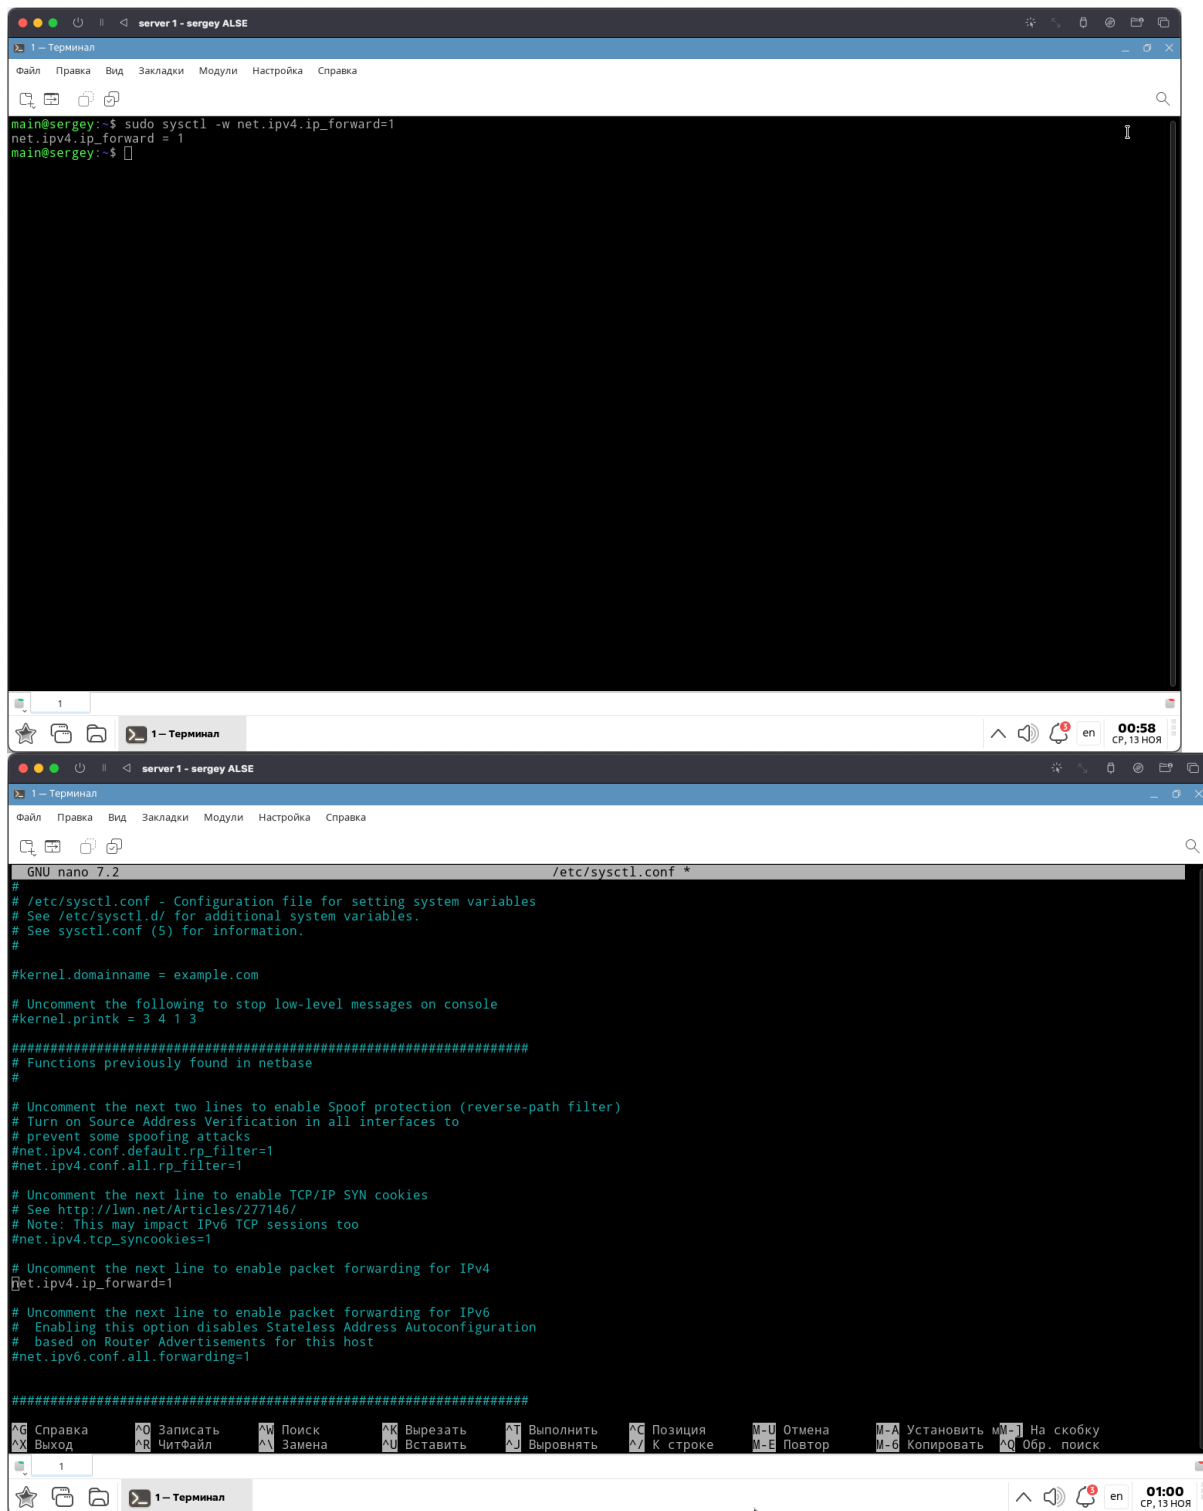 server 1 - sergey ALSE
1 — Терминал
Файл Правка Вид Закладки Модули Настройка Справка
main@sergey:~$ sudo sysctl -w net.ipv4.ip_forward=1
net.ipv4.ip_forward = 1
main@sergey:~$
1
1 — Терминал
3
en
00:58
СР, 13 НОЯ
server 1 - sergey ALSE
1 — Терминал
Файл Правка Вид Закладки Модули Настройка Справка
GNU nano 7.2 /etc/sysctl.conf *
#
# /etc/sysctl.conf - Configuration file for setting system variables
# See /etc/sysctl.d/ for additional system variables.
# See sysctl.conf (5) for information.
#
#kernel.domainname = example.com
# Uncomment the following to stop low-level messages on console
#kernel.printk = 3 4 1 3
###################################################################
# Functions previously found in netbase
#
# Uncomment the next two lines to enable Spoof protection (reverse-path filter)
# Turn on Source Address Verification in all interfaces to
# prevent some spoofing attacks
#net.ipv4.conf.default.rp_filter=1
#net.ipv4.conf.all.rp_filter=1
# Uncomment the next line to enable TCP/IP SYN cookies
# See http://lwn.net/Articles/277146/
# Note: This may impact IPv6 TCP sessions too
#net.ipv4.tcp_syncookies=1
# Uncomment the next line to enable packet forwarding for IPv4
net.ipv4.ip_forward=1
# Uncomment the next line to enable packet forwarding for IPv6
#  Enabling this option disables Stateless Address Autoconfiguration
#  based on Router Advertisements for this host
#net.ipv6.conf.all.forwarding=1
###################################################################
^G Справка ^O Записать ^W Поиск ^K Вырезать ^T Выполнить ^C Позиция M-U Отмена M-A Установить мM-] На скобку
^X Выход ^R ЧитФайл ^\ Замена ^U Вставить ^J Выровнять ^/ К строке M-E Повтор M-6 Копировать ^Q Обр. поиск
1
1 — Терминал
3
en
01:00
СР, 13 НОЯ